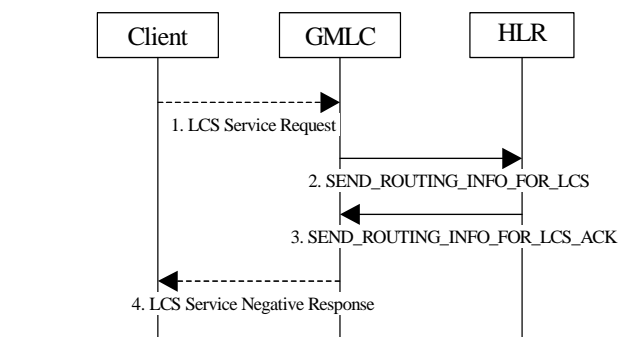 Client
GMLC
HLR
1. LCS Service Request
2. SEND_ROUTING_INFO_FOR_LCS
3. SEND_ROUTING_INFO_FOR_LCS_ACK
4. LCS Service Negative Response